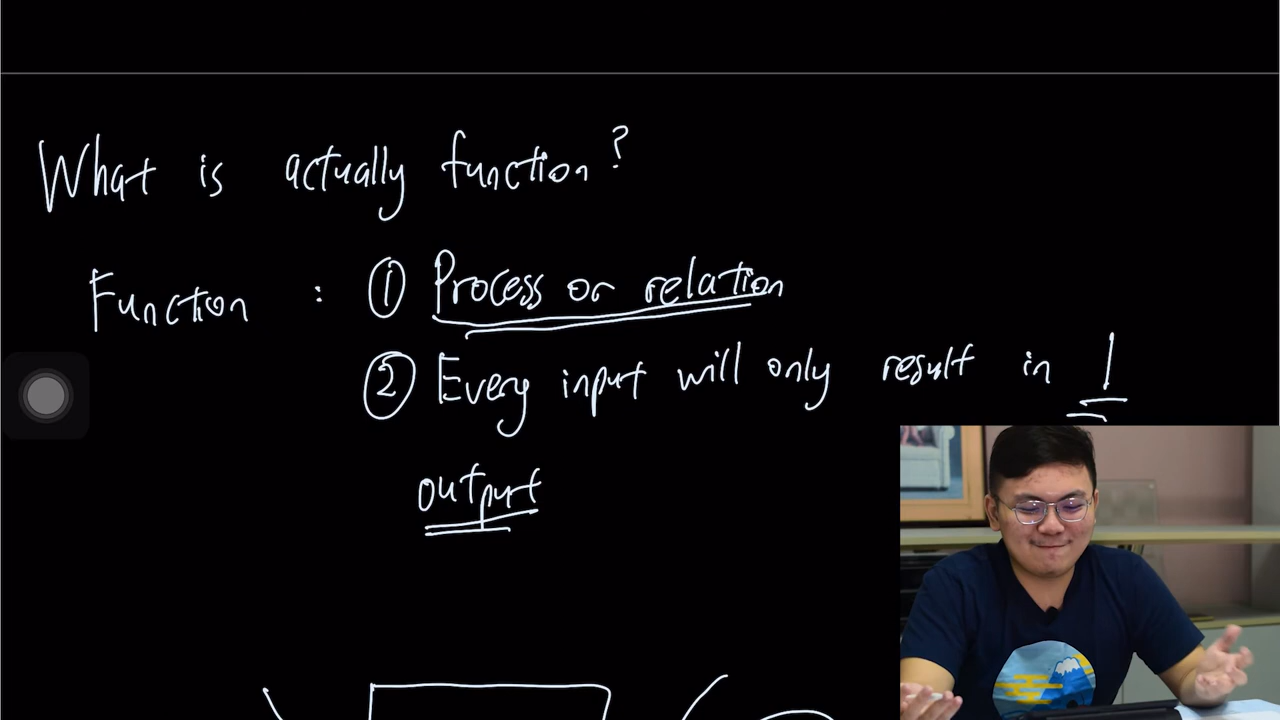 What is actually function?
Function : ① Process or relation
② Every input will only result in 1
output